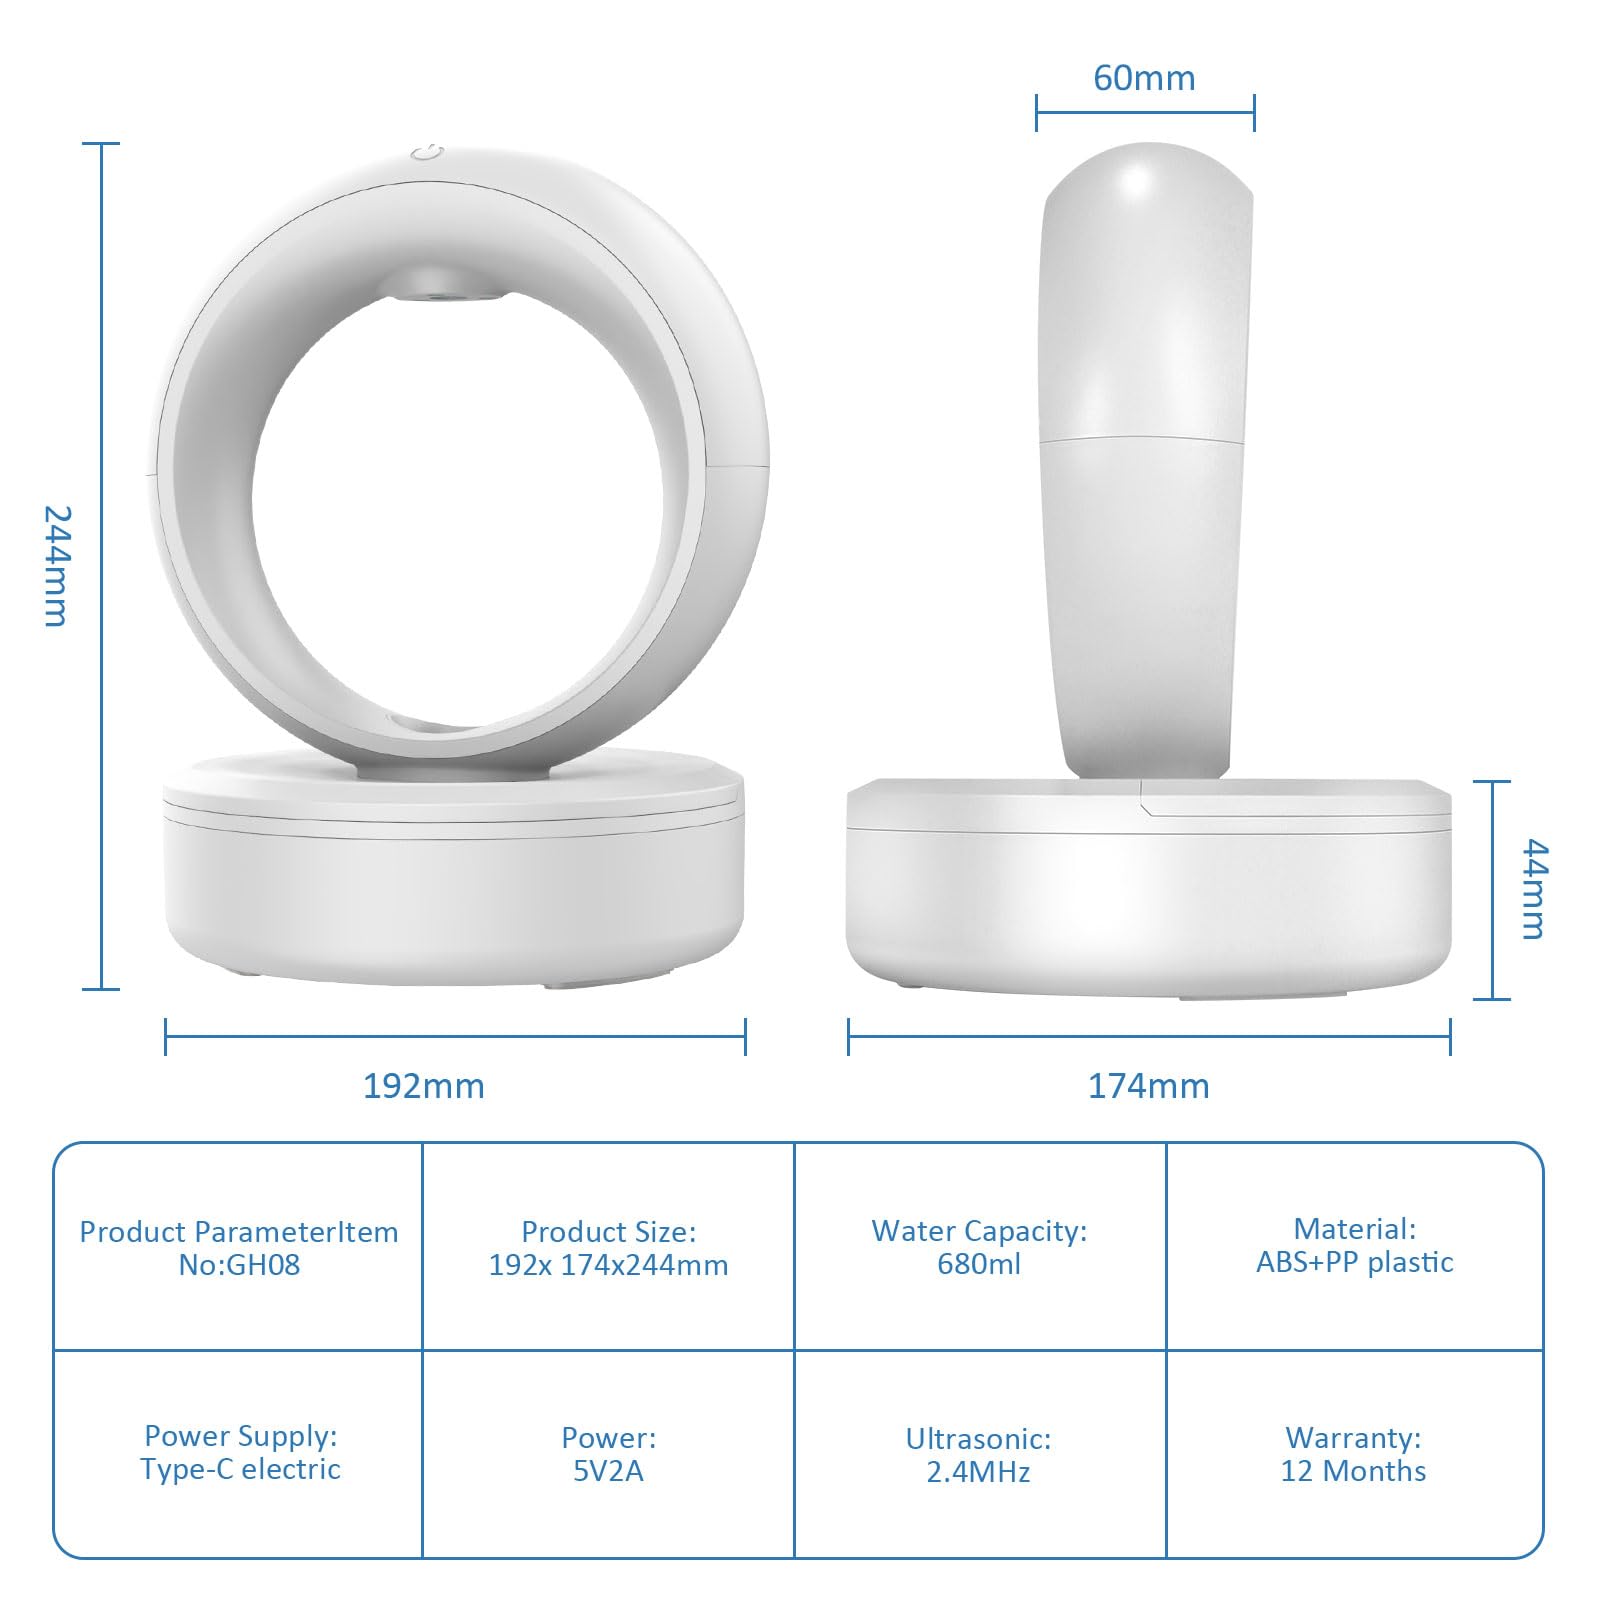 60mm
244mm
44mm
192mm
174mm
Product ParameterItem
No:GH08
Product Size:
192x 174x244mm
Water Capacity:
680ml
Material:
ABS+PP plastic
Power Supply:
Type-C electric
Power:
5V2A
Ultrasonic:
2.4MHz
Warranty:
12 Months